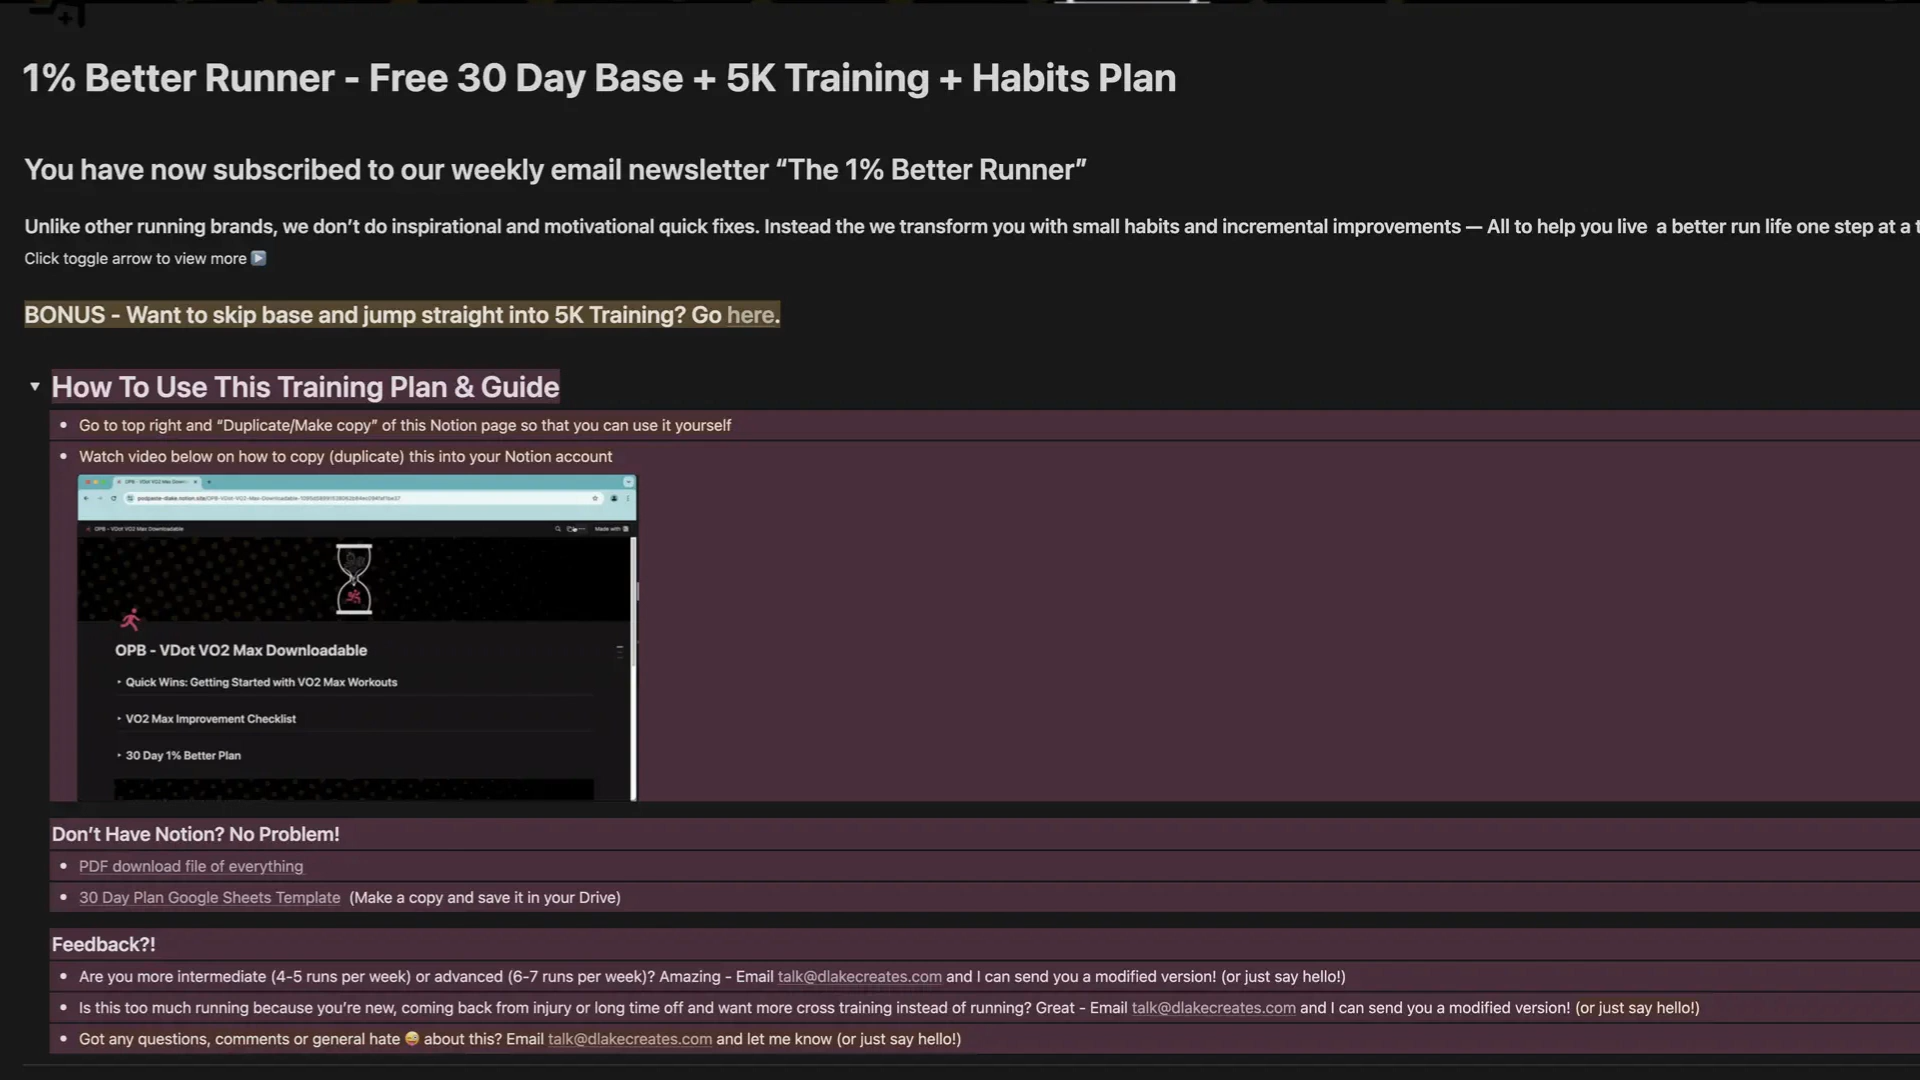 1% Better Runner - Free 30 Day Base + 5K Training + Habits Plan
You have now subscribed to our weekly email newsletter “The 1% Better Runner”
Unlike other running brands, we don’t do inspirational and motivational quick fixes. Instead the we transform you with small habits and incremental improvements — All to help you live a better run life one step at a t
Click toggle arrow to view more
BONUS - Want to skip base and jump straight into 5K Training? Go here.
How To Use This Training Plan & Guide
Go to top right and “Duplicate/Make copy” of this Notion page so that you can use it yourself
Watch video below on how to copy (duplicate) this into your Notion account
OPB - VDot VO2 Max Downloadable
Made with
OPB - VDot VO2 Max Downloadable
Quick Wins: Getting Started with VO2 Max Workouts
VO2 Max Improvement Checklist
30 Day 1% Better Plan
Don’t Have Notion? No Problem!
PDF download file of everything
30 Day Plan Google Sheets Template (Make a copy and save it in your Drive)
Feedback?!
Are you more intermediate (4-5 runs per week) or advanced (6-7 runs per week)? Amazing - Email talk@dlakecreates.com and I can send you a modified version! (or just say hello!)
Is this too much running because you’re new, coming back from injury or long time off and want more cross training instead of running? Great - Email talk@dlakecreates.com and I can send you a modified version! (or just say hello!)
Got any questions, comments or general hate 😅 about this? Email talk@dlakecreates.com and let me know (or just say hello!)